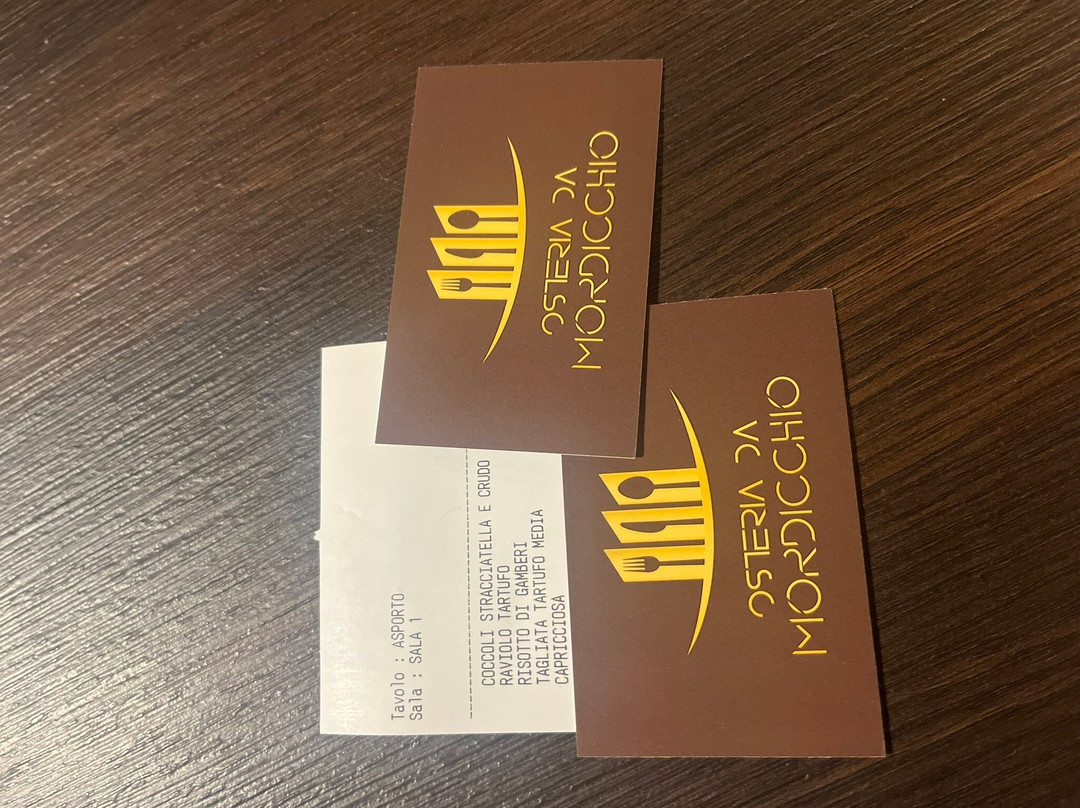 Tavolo : ASPORTO
Sala : SALA 1
COCCOLI STRACCIATELLA E CRUDO
RAVIOLO TARTUFO
RISOTTO DI GAMBERI
TAGLIATA TARTUFO MEDIA
CAPRICCIOSA
OSTERIA DA
MORDICCHIO
OSTERIA DA
MORDICCHIO